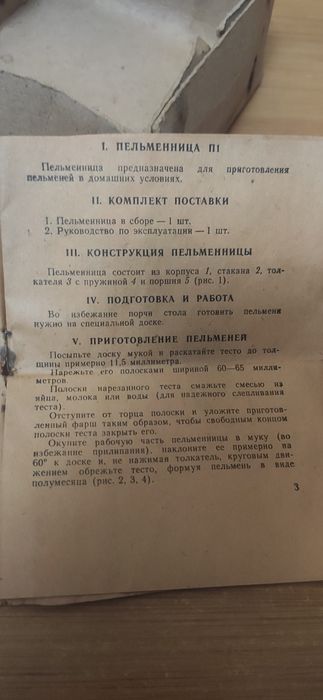 I. ПЕЛЬМЕННИЦА П1
Пельменница предназначена для приготовления
пельменей в домашних условиях.
II. КОМПЛЕКТ ПОСТАВКИ
1. Пельменница в сборе — 1 шт.
2. Руководство по эксплуатации — 1 шт.
III. КОНСТРУКЦИЯ ПЕЛЬМЕННИЦЫ
Пельменница состоит из корпуса 1, стакана 2, тол-
кателя 3 с пружиной 4 и поршня 5 (рис. 1).
IV. ПОДГОТОВКА И РАБОТА
Во избежание порчи стола готовить пельмени
нужно на специальной доске.
V. ПРИГОТОВЛЕНИЕ ПЕЛЬМЕНЕЙ
Посыпьте доску мукой и раскатайте тесто до тол-
щины примерно 1 1,5 миллиметра.
Нарежьте его полосками шириной 60—65 милли-
метров.
Полоски нарезанного теста смажьте смесью из
яйца, молока или воды (для надежного слепливания
теста).
Отступите от торца полоски и уложите приготов-
ленный фарш таким образом, чтобы свободным концом
полоски теста закрыть его.
Окуните рабочую часть пельменницы в муку (во
избежание прилипания), наклоните ее примерно на
60° к доске и, не нажимая толкатель, круговым дви-
жением обрежьте тесто, формуя пельмень в виде
полумесяца (рис. 2, 3, 4).
3